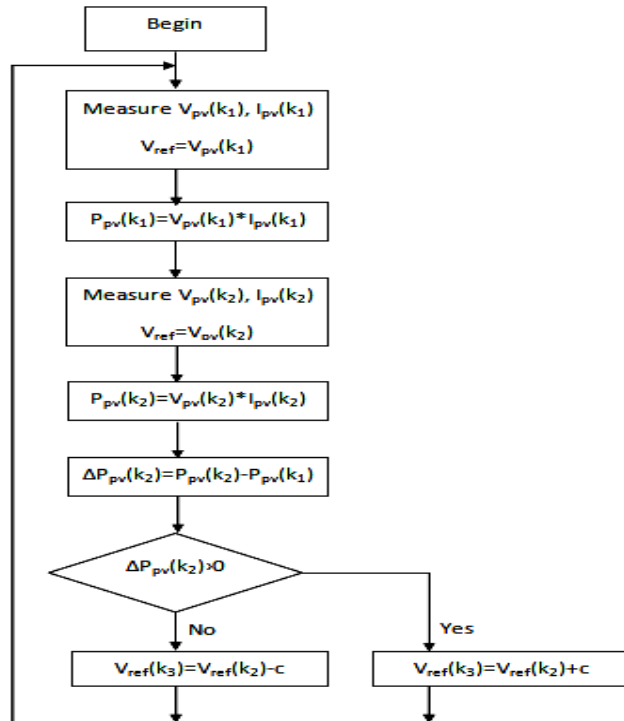 Begin
Measure Vpv(k1), Ipv(k1)
Vref=Vpv(k1)
Ppv(k1)=Vpv(k1)*Ipv(k1)
Measure Vpv(k2), Ipv(k2)
Vref=Vpv(k2)
Ppv(k2)=Vpv(k2)*Ipv(k2)
ΔPpv(k2)=Ppv(k2)-Ppv(k1)
ΔPpv(k2)>0
No
Yes
Vref(k3)=Vref(k2)-c
Vref(k3)=Vref(k2)+c